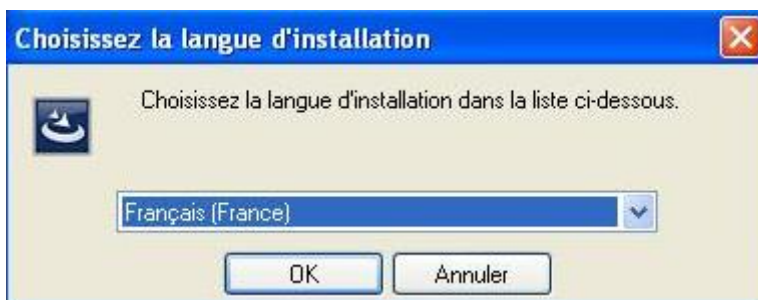 Choisissez la langue d'installation
Choisissez la langue d'installation dans la liste ci-dessous.
Français (France)
OK
Annuler